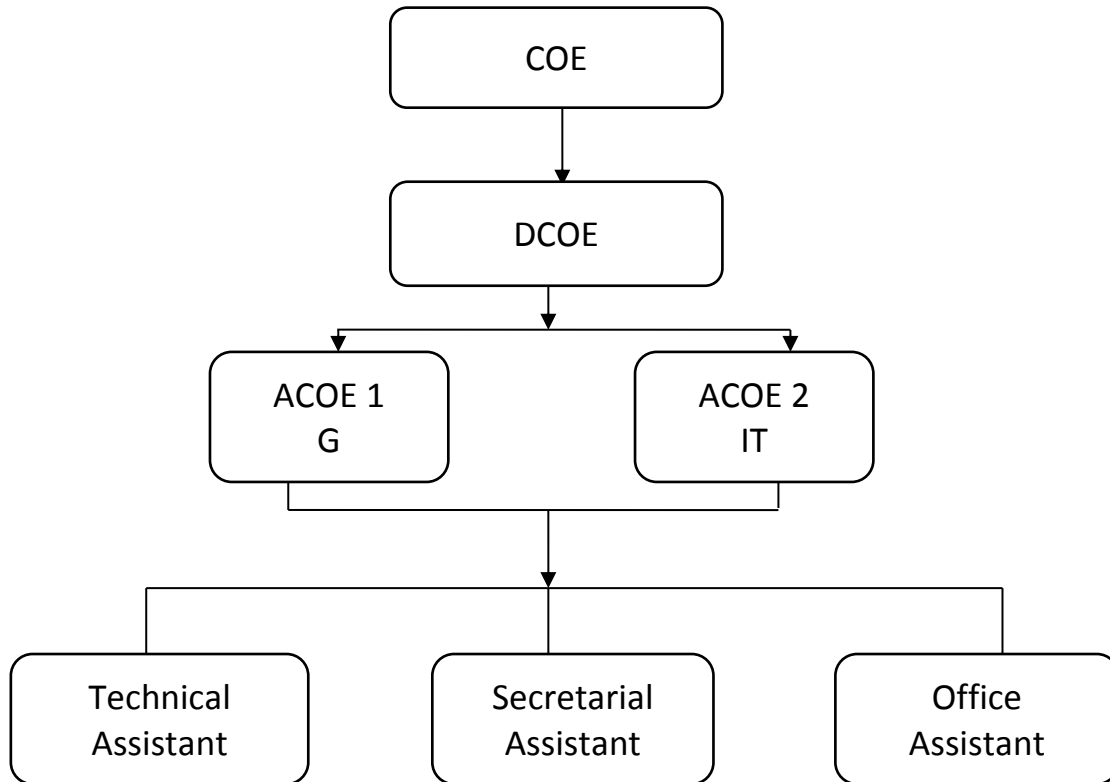 COE
DCOE
ACOE 1
G
ACOE 2
IT
Technical
Assistant
Secretarial
Assistant
Office
Assistant